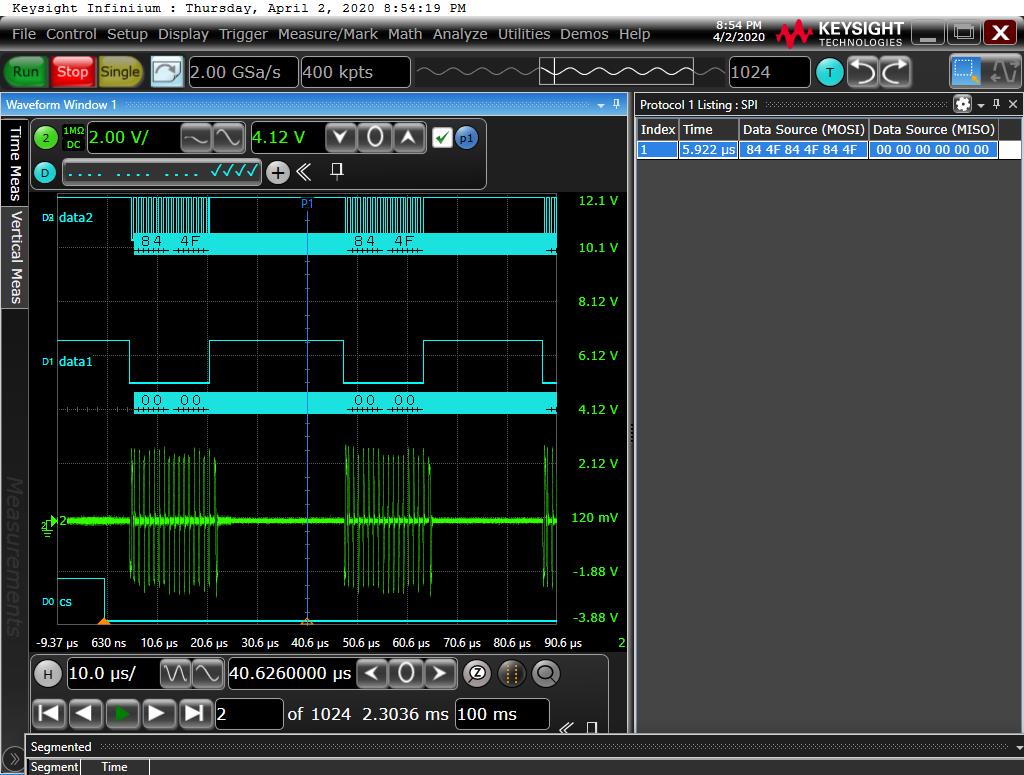 Keysight Infiniium : Thursday, April 2, 2020 8:54:19 PM
File Control Setup Display Trigger Measure/Mark Math Analyze Utilities Demos Help
8:54 PM
4/2/2020
KEYSIGHT
TECHNOLOGIES
Run Stop Single 2.00 GSa/s 400 kpts 1024 T
Waveform Window 1
Protocol 1 Listing : SPI
Time Meas
Vertical Meas
Measurements
2 1MΩ DC 2.00 V/ 4.12 V 0 p1
D
Index Time Data Source (MOSI) Data Source (MISO)
1 5.922 µs 84 4F 84 4F 84 4F 00 00 00 00 00 00
P1
12.1 V
data2
84 4F 84 4F
10.1 V
8.12 V
D1 data1
6.12 V
00 00 00 00
4.12 V
2.12 V
2
120 mV
-1.88 V
D0 cs
-3.88 V
-9.37 µs 630 ns 10.6 µs 20.6 µs 30.6 µs 40.6 µs 50.6 µs 60.6 µs 70.6 µs 80.6 µs 90.6 µs 2
H 10.0 µs/ 40.6260000 µs 0 Z
2 of 1024 2.3036 ms 100 ms
Segmented
Segment Time